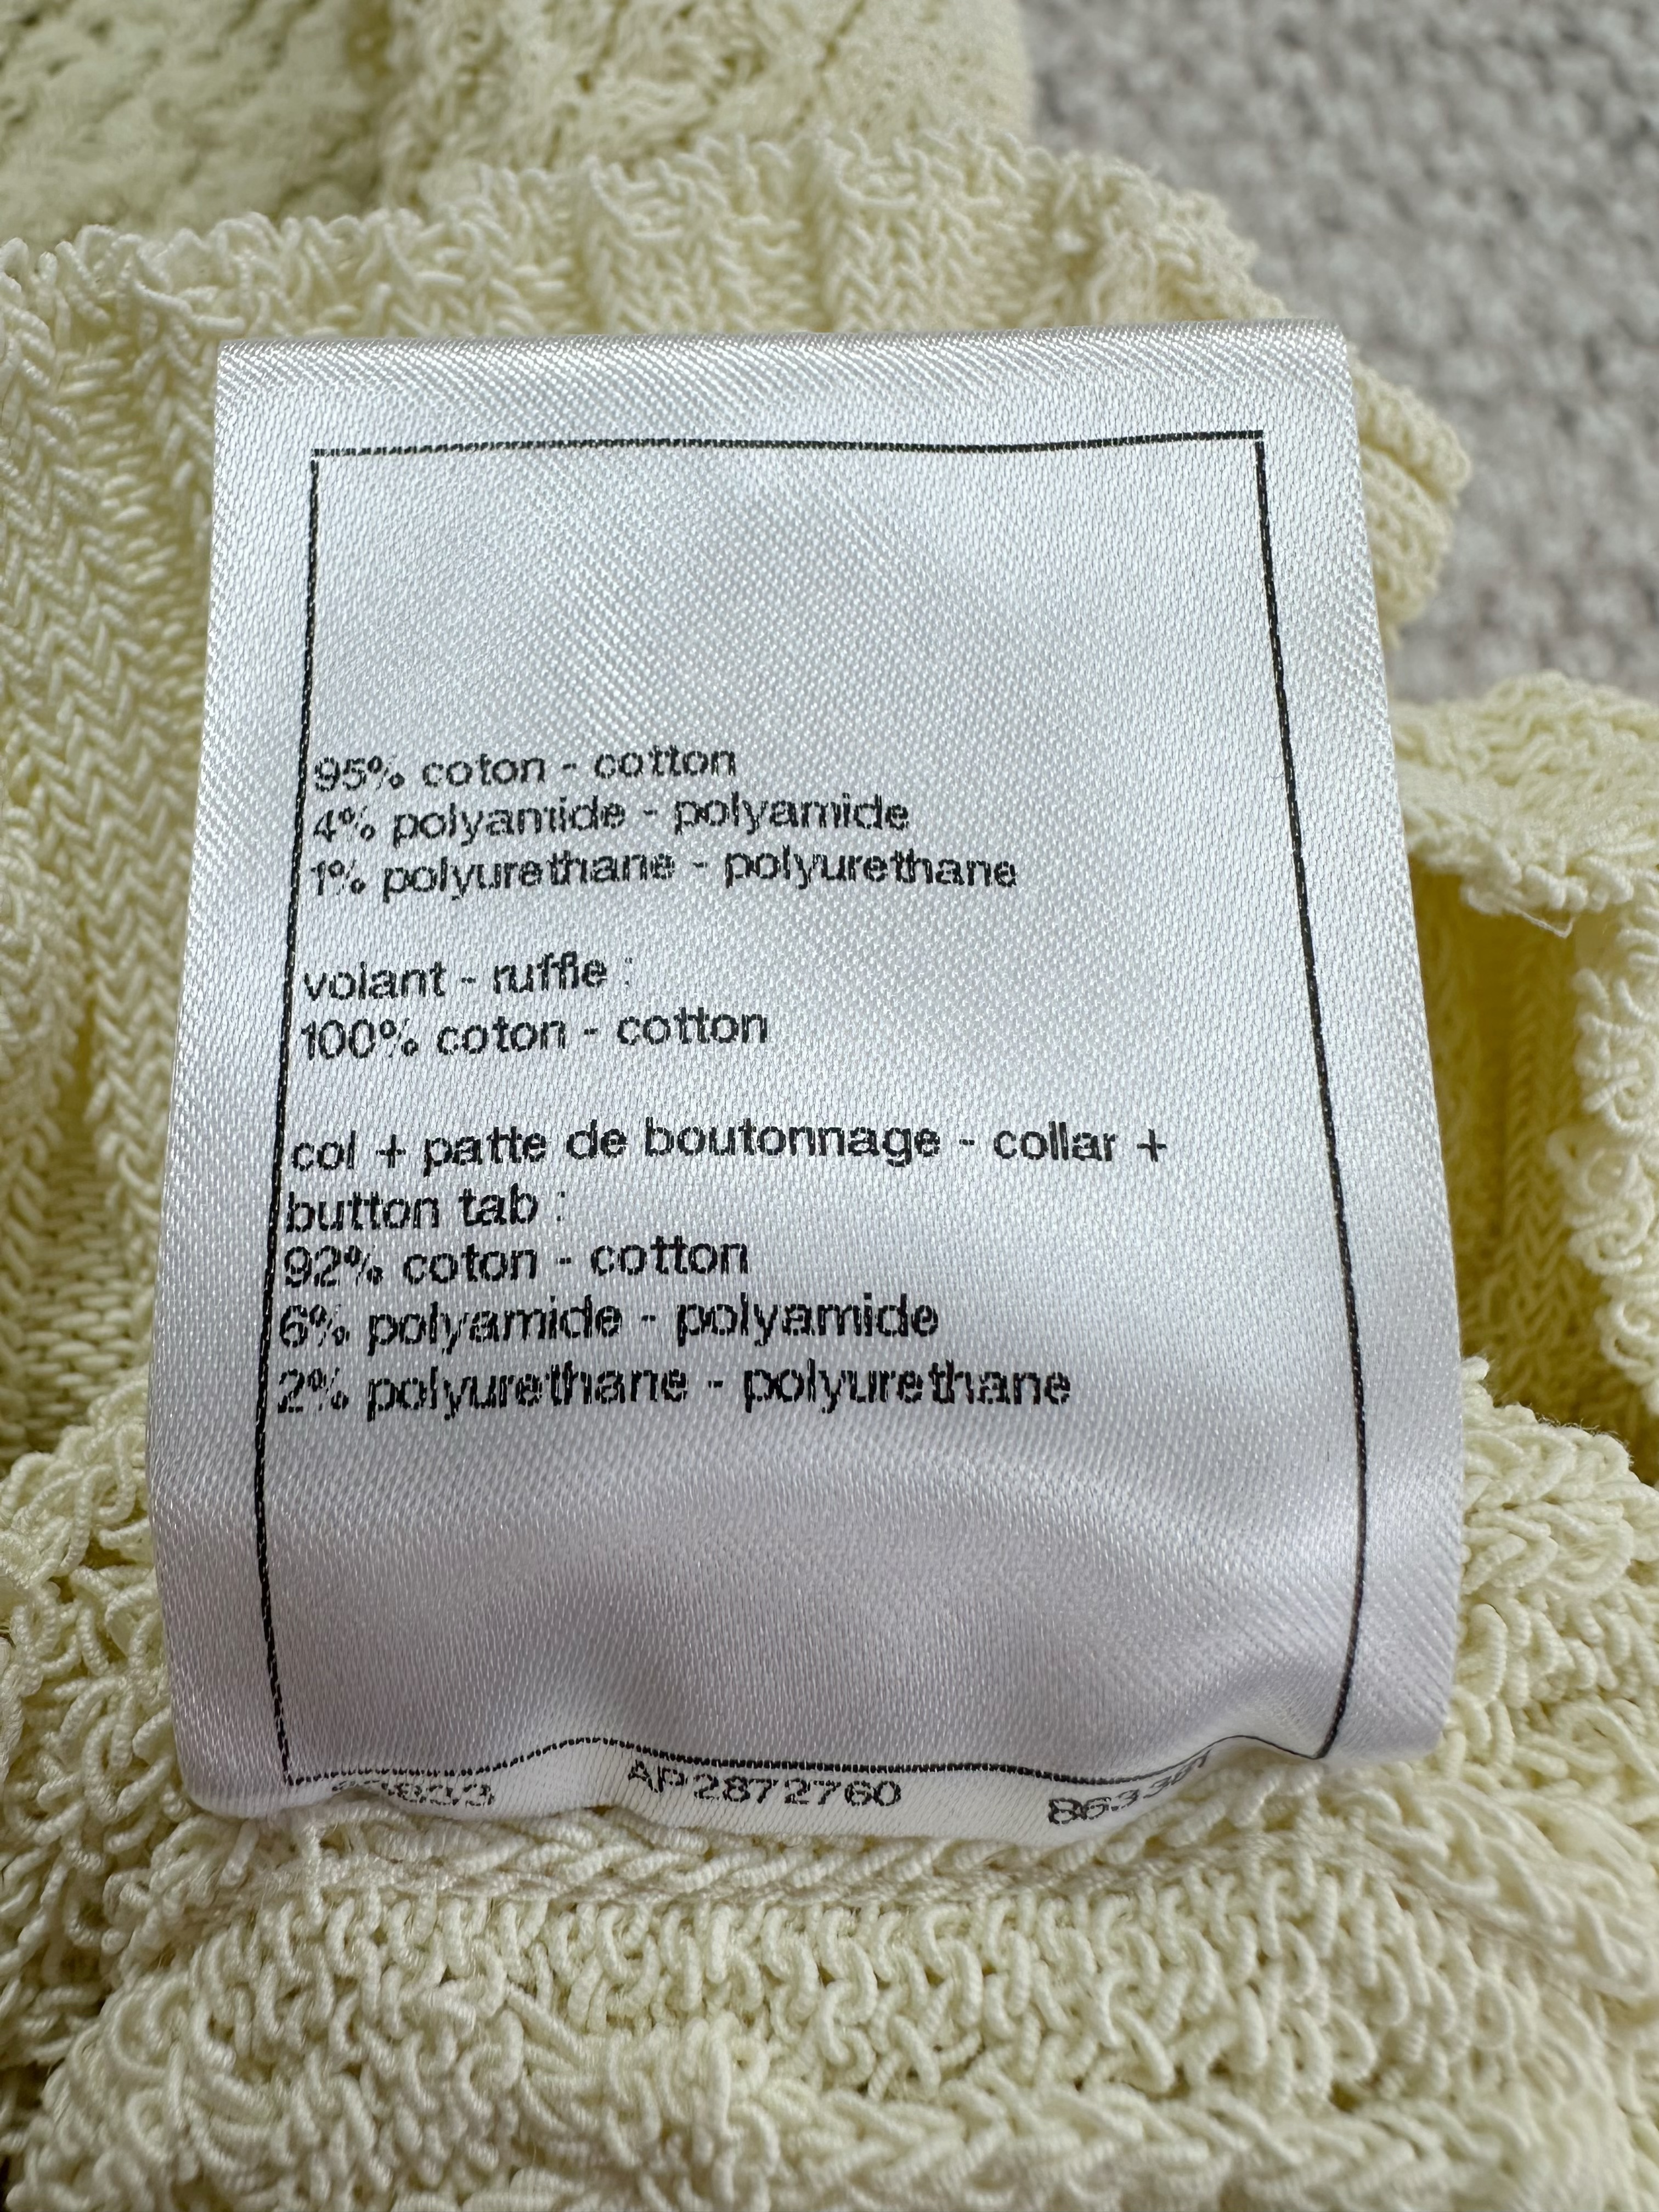 95% coton - cotton
4% polyamide - polyamide
1% polyurethane - polyurethane
volant - ruffle :
100% coton - cotton
col + patte de boutonnage - collar +
button tab :
92% coton - cotton
6% polyamide - polyamide
2% polyurethane - polyurethane
AP2872760